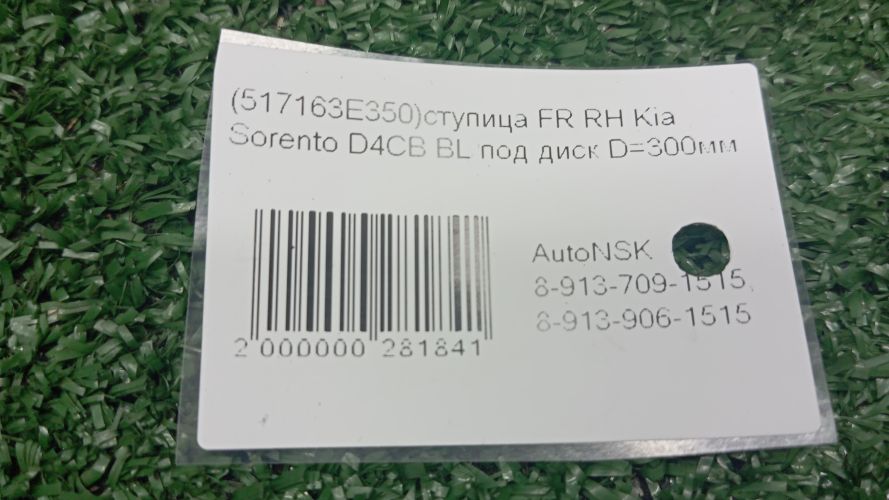 (517163E350)ступица FR RH Kia
Sorento D4CB BL под диск D=300мм
AutoNSK
8-913-709-1515,
8-913-906-1515
2 000000 281841